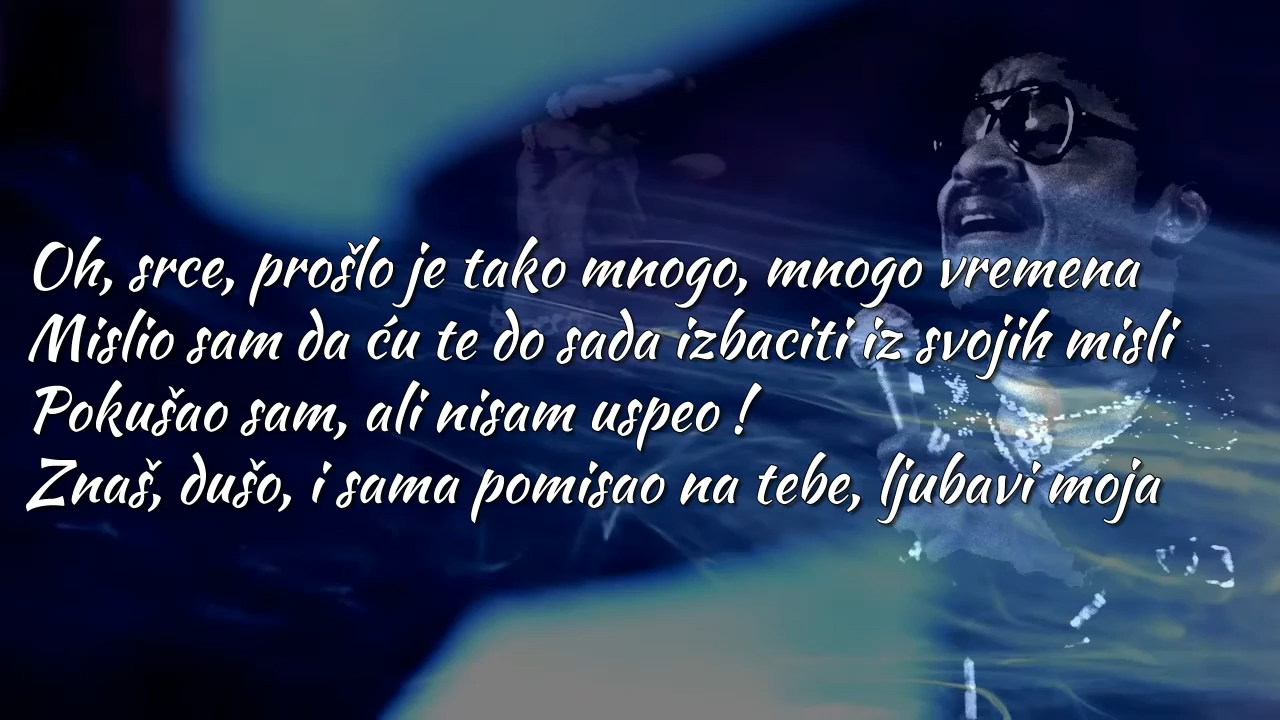 Oh, srce, prošlo je tako mnogo, mnogo vremena
Mislio sam da ću te do sada izbaciti iz svojih misli
Pokušao sam, ali nisam uspeo !
Znaš, dušo, i sama pomisao na tebe, ljubavi moja